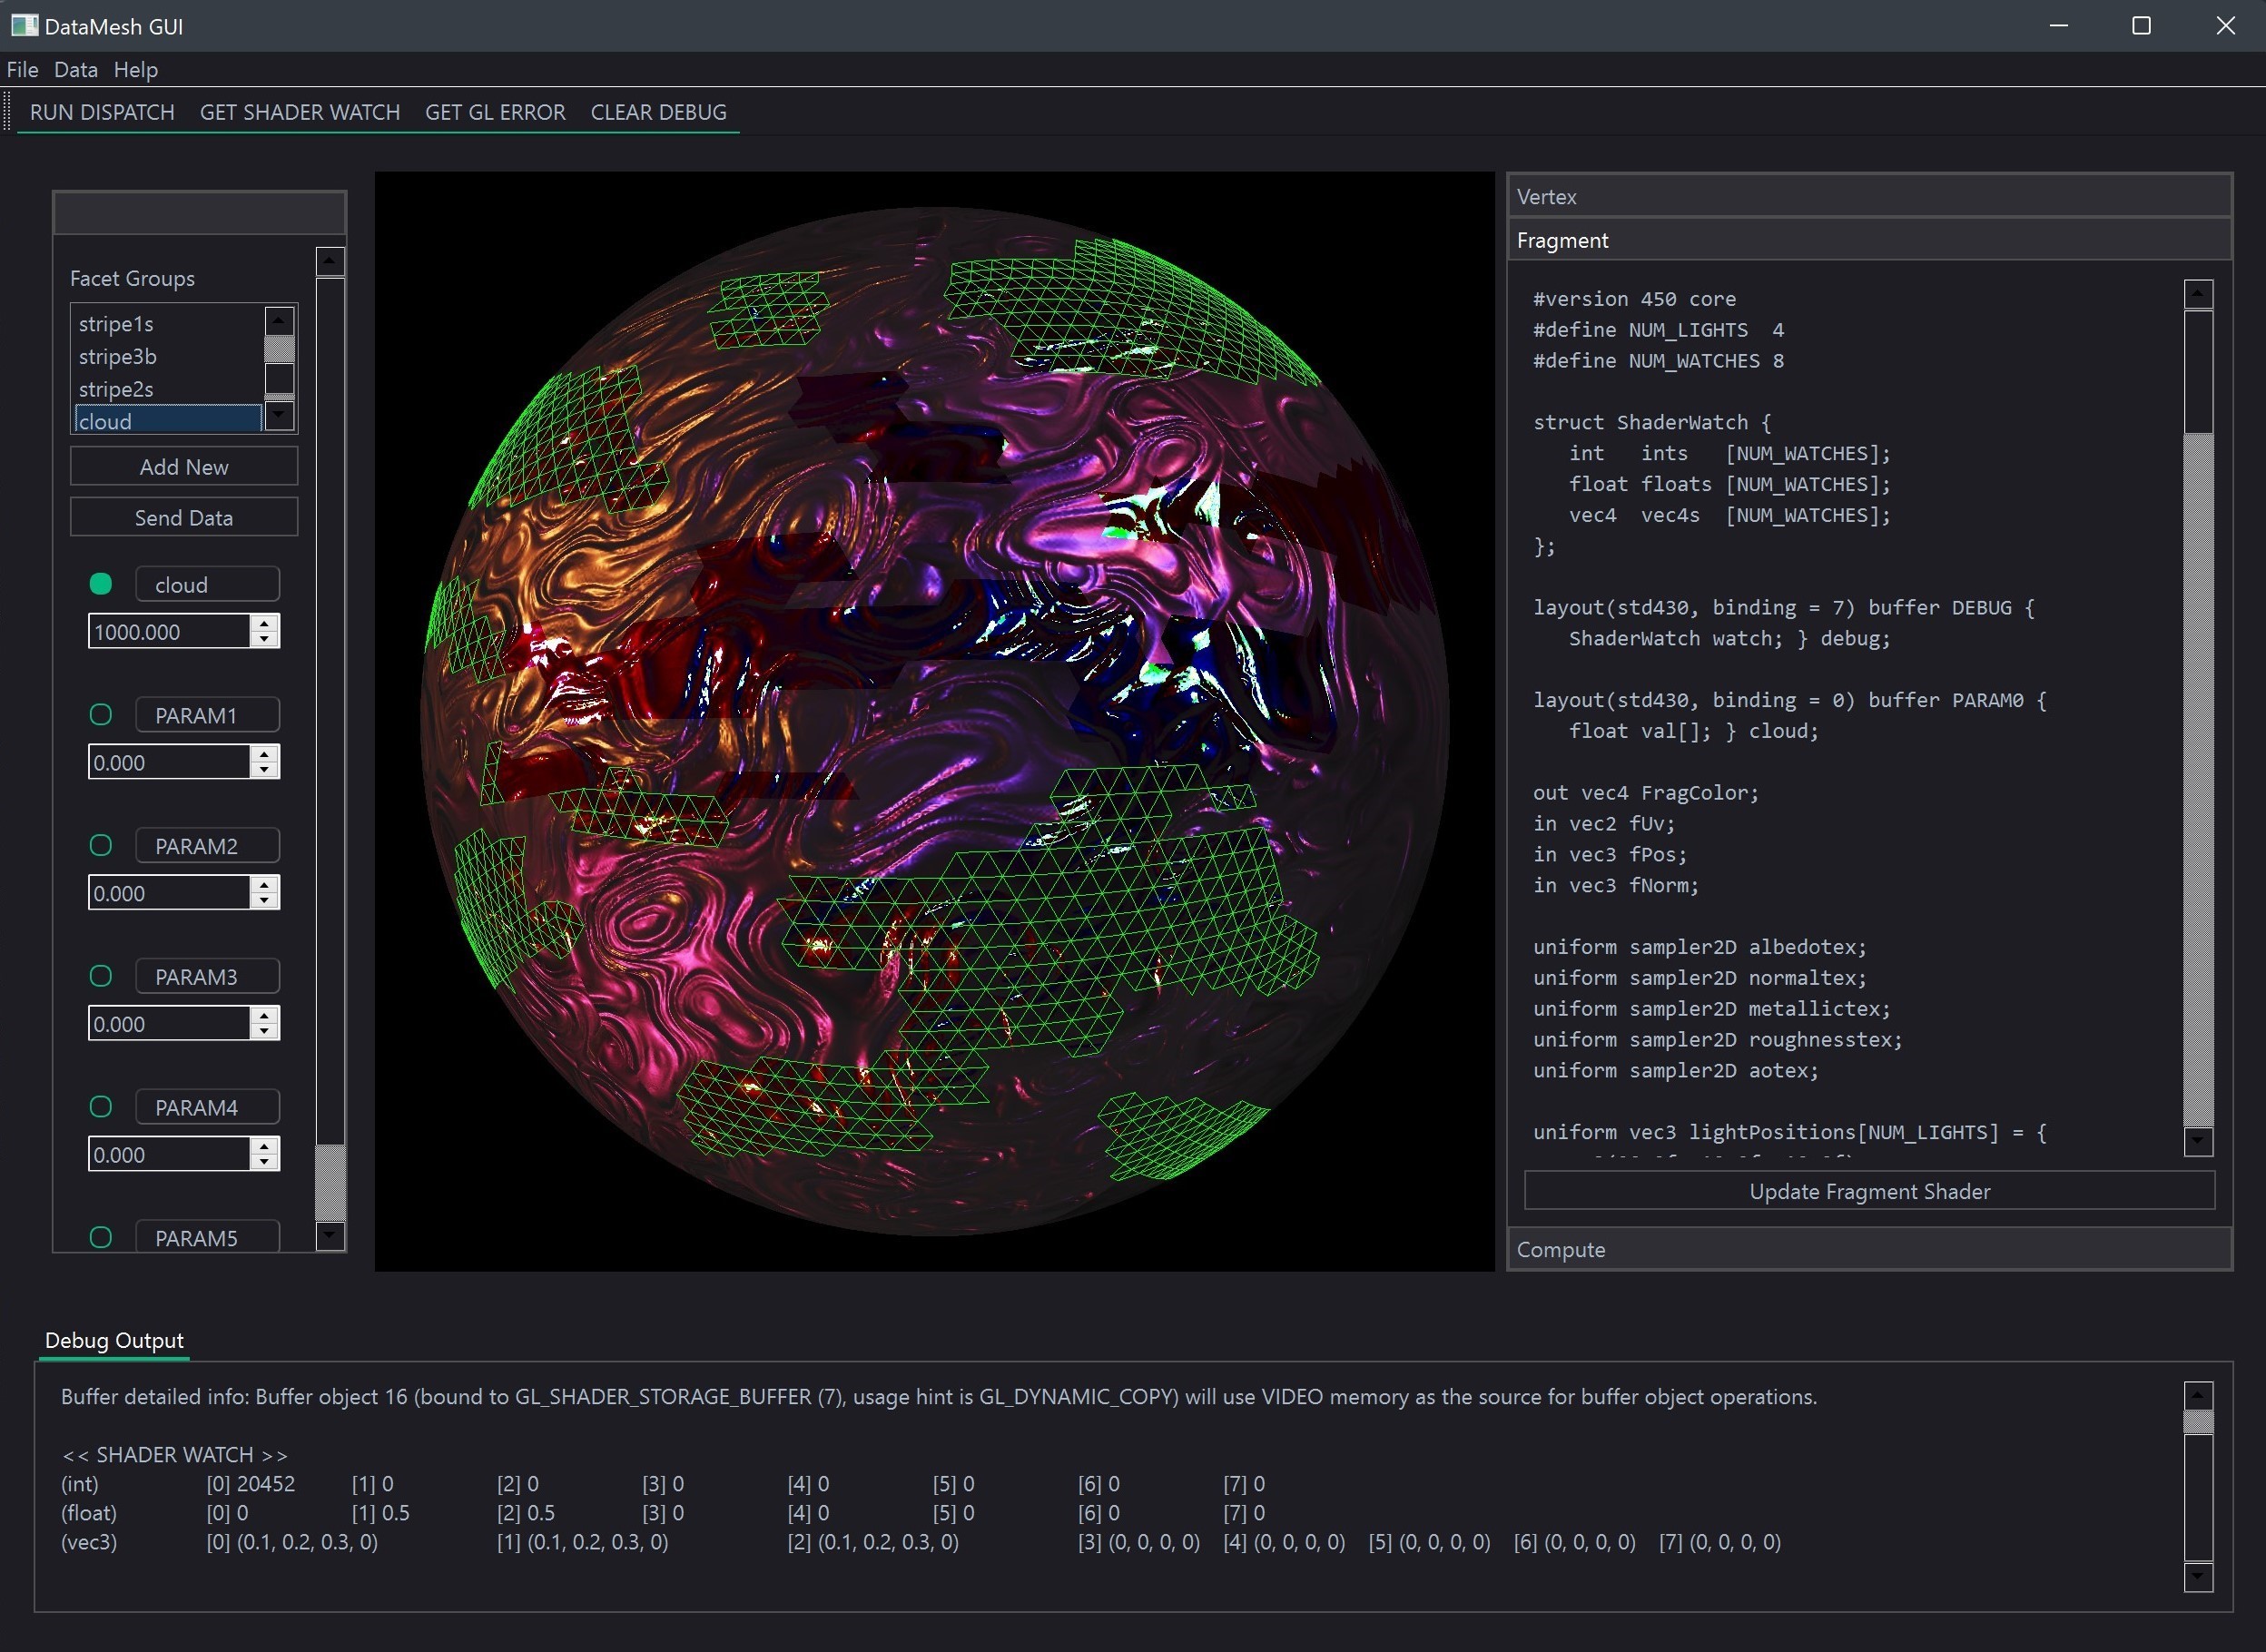 DataMesh GUI
File Data Help
RUN DISPATCH GET SHADER WATCH GET GL ERROR CLEAR DEBUG
Facet Groups
stripe1s
stripe3b
stripe2s
cloud
Add New
Send Data
cloud
1000.000
PARAM1
0.000
PARAM2
0.000
PARAM3
0.000
PARAM4
0.000
PARAM5
Vertex
Fragment
#version 450 core
#define NUM_LIGHTS  4
#define NUM_WATCHES 8
struct ShaderWatch {
   int   ints   [NUM_WATCHES];
   float floats [NUM_WATCHES];
   vec4  vec4s  [NUM_WATCHES];
};
layout(std430, binding = 7) buffer DEBUG {
   ShaderWatch watch; } debug;
layout(std430, binding = 0) buffer PARAM0 {
   float val[]; } cloud;
out vec4 FragColor;
in vec2 fUv;
in vec3 fPos;
in vec3 fNorm;
uniform sampler2D albedotex;
uniform sampler2D normaltex;
uniform sampler2D metallictex;
uniform sampler2D roughnesstex;
uniform sampler2D aotex;
uniform vec3 lightPositions[NUM_LIGHTS] = {
Update Fragment Shader
Compute
Debug Output
Buffer detailed info: Buffer object 16 (bound to GL_SHADER_STORAGE_BUFFER (7), usage hint is GL_DYNAMIC_COPY) will use VIDEO memory as the source for buffer object operations.
<< SHADER WATCH >>
(int) [0] 20452 [1] 0 [2] 0 [3] 0 [4] 0 [5] 0 [6] 0 [7] 0
(float) [0] 0 [1] 0.5 [2] 0.5 [3] 0 [4] 0 [5] 0 [6] 0 [7] 0
(vec3) [0] (0.1, 0.2, 0.3, 0) [1] (0.1, 0.2, 0.3, 0) [2] (0.1, 0.2, 0.3, 0) [3] (0, 0, 0, 0) [4] (0, 0, 0, 0) [5] (0, 0, 0, 0) [6] (0, 0, 0, 0) [7] (0, 0, 0, 0)